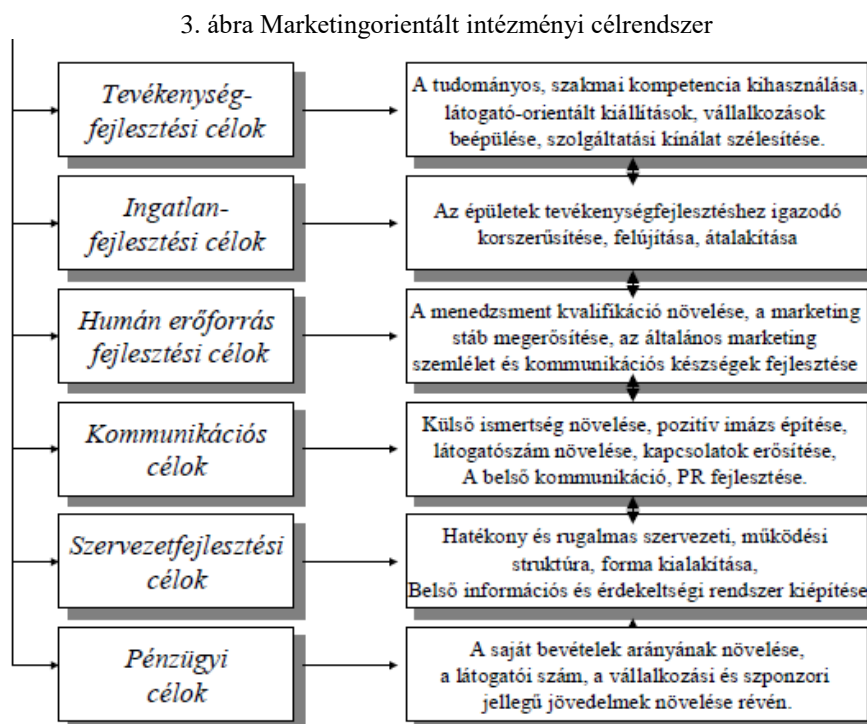 3. ábra Marketingorientált intézményi célrendszer
Tevékenység-
fejlesztési célok
A tudományos, szakmai kompetencia kihasználása,
látogató-orientált kiállítások, vállalkozások
beépülése, szolgáltatási kínálat szélesítése.
Ingatlan-
fejlesztési célok
Az épületek tevékenységfejlesztéshez igazodó
korszerűsítése, felújítása, átalakítása
Humán erőforrás
fejlesztési célok
A menedzsment kvalifikáció növelése, a marketing
stáb megerősítése, az általános marketing
szemlélet és kommunikációs készségek fejlesztése
Kommunikációs
célok
Külső ismertség növelése, pozitív imázs építése,
látogatószám növelése, kapcsolatok erősítése,
A belső kommunikáció, PR fejlesztése.
Szervezetfejlesztési
célok
Hatékony és rugalmas szervezeti, működési
struktúra, forma kialakítása,
Belső információs és érdekeltségi rendszer kiépítése
Pénzügyi
célok
A saját bevételek arányának növelése,
a látogatói szám, a vállalkozási és szponzori
jellegű jövedelmek növelése révén.